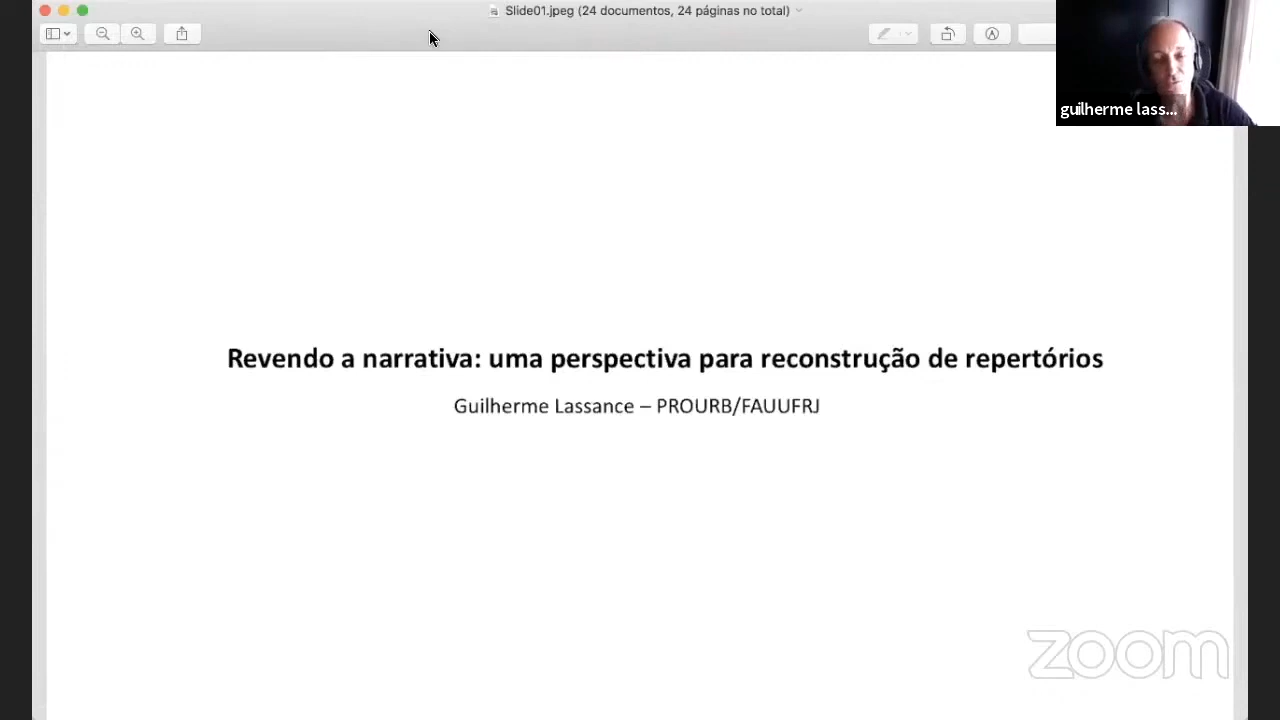 Slide01.jpeg (24 documentos, 24 páginas no total)
guilherme lass...
Revendo a narrativa: uma perspectiva para reconstrução de repertórios
Guilherme Lassance – PROURB/FAUUFRJ
zoom